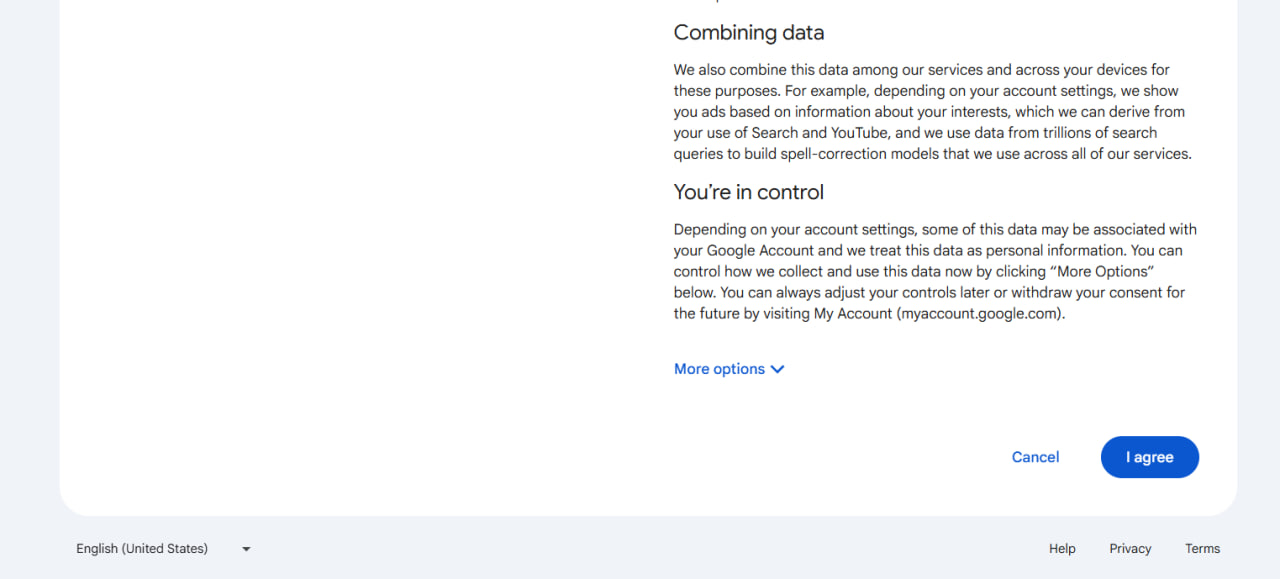 Combining data
We also combine this data among our services and across your devices for
these purposes. For example, depending on your account settings, we show
you ads based on information about your interests, which we can derive from
your use of Search and YouTube, and we use data from trillions of search
queries to build spell-correction models that we use across all of our services.
You’re in control
Depending on your account settings, some of this data may be associated with
your Google Account and we treat this data as personal information. You can
control how we collect and use this data now by clicking “More Options”
below. You can always adjust your controls later or withdraw your consent for
the future by visiting My Account (myaccount.google.com).
More options
Cancel I agree
English (United States) Help Privacy Terms